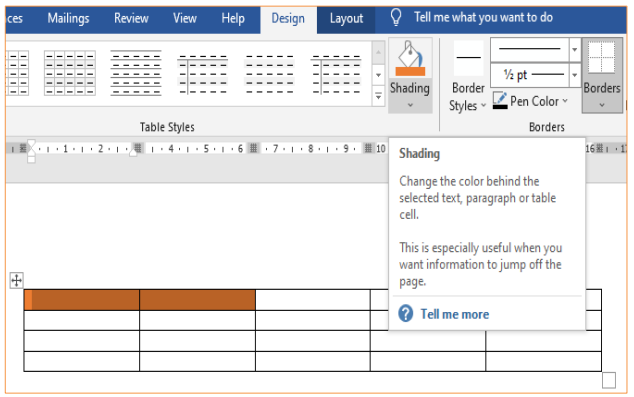 ces Mailings Review View Help Design Layout Tell me what you want to do
Shading
Border
Styles
½ pt
Pen Color
Borders
Table Styles
Borders
1 2 4 5 6 7 8 9 10 16
Shading
Change the color behind the
selected text, paragraph or table
cell.
This is especially useful when you
want information to jump off the
page.
? Tell me more